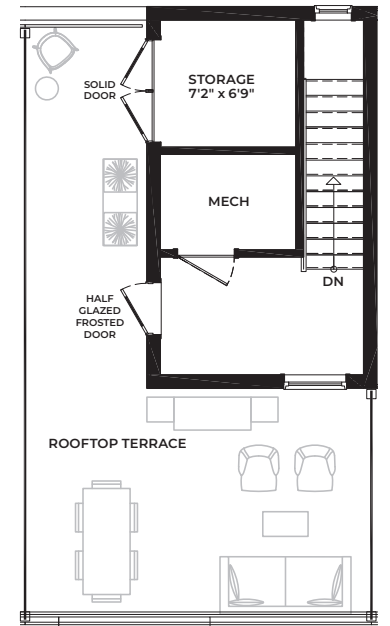 SOLID
DOOR
STORAGE
7'2" x 6'9"
MECH
DN
HALF
GLAZED
FROSTED
DOOR
ROOFTOP TERRACE